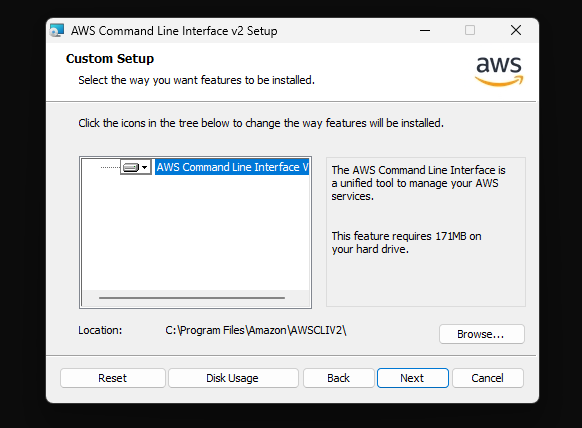 AWS Command Line Interface v2 Setup
Custom Setup
Select the way you want features to be installed.
aws
Click the icons in the tree below to change the way features will be installed.
AWS Command Line Interface V
The AWS Command Line Interface is
a unified tool to manage your AWS
services.
This feature requires 171MB on
your hard drive.
Location:
C:\Program Files\Amazon\AWSCLIV2\
Browse...
Reset
Disk Usage
Back
Next
Cancel